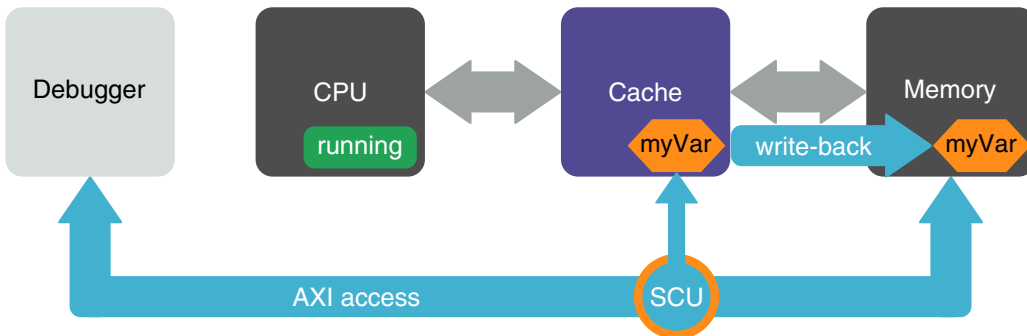 Debugger
CPU
Cache
Memory
running
myVar
write-back
myVar
AXI access
SCU